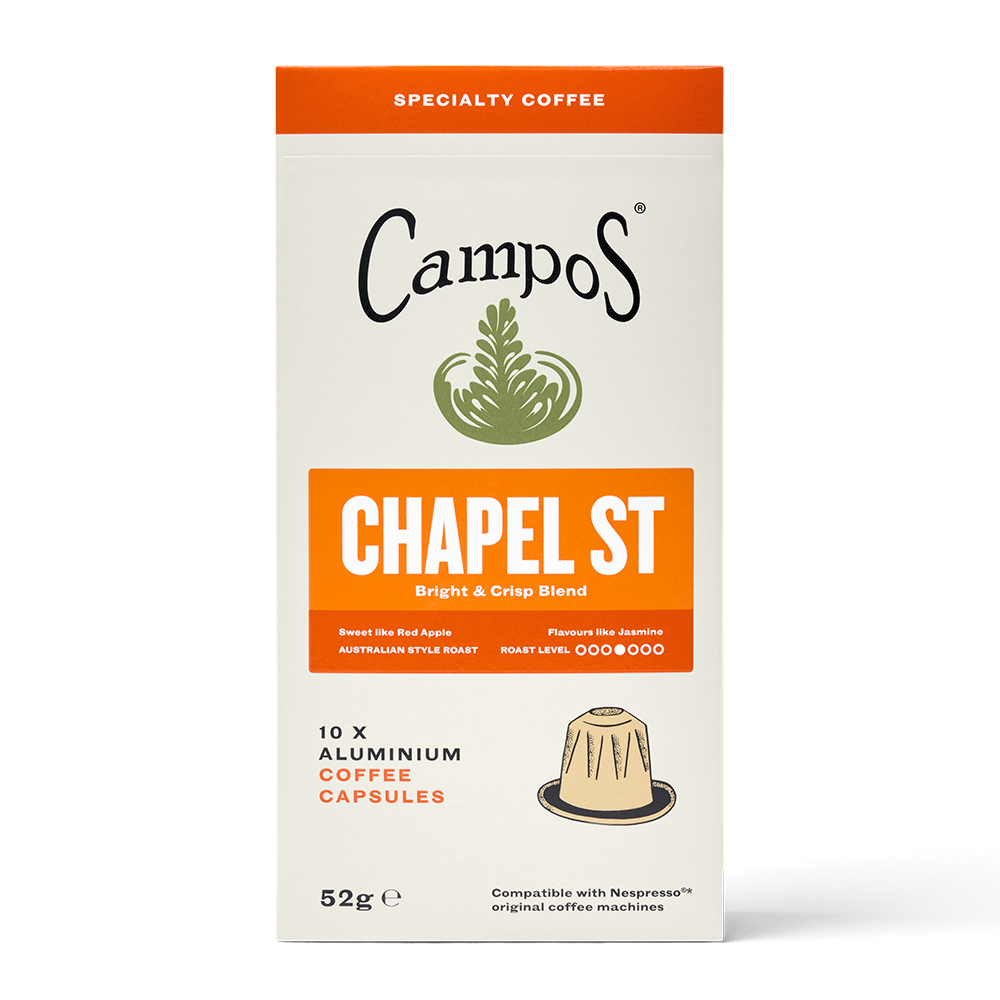 SPECIALTY COFFEE
Campos®
CHAPEL ST
Bright & Crisp Blend
Sweet like Red Apple Flavours like Jasmine
AUSTRALIAN STYLE ROAST ROAST LEVEL
10 X
ALUMINIUM
COFFEE
CAPSULES
52g ℮
Compatible with Nespresso®*
original coffee machines